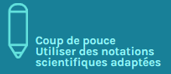 Coup de pouce
Utiliser des notations
scientifiques adaptées